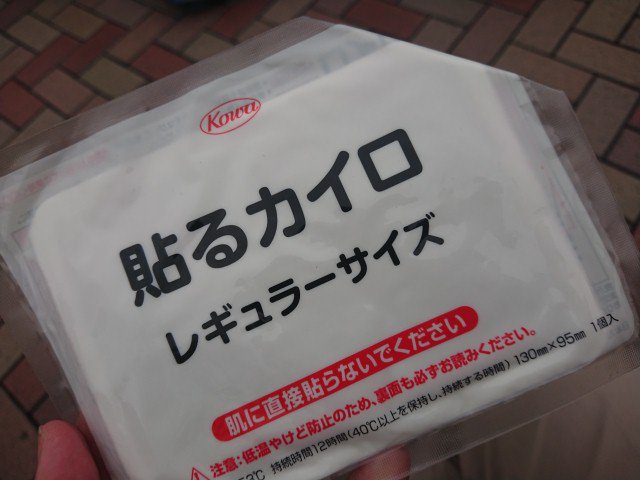 Kowa
貼るカイロ
レギュラーサイズ
肌に直接貼らないでください
注意：低温やけど防止のため、裏面も必ずお読みください。
53℃ 持続時間12時間（40℃以上を保持し、持続する時間）130mm×95mm 1個入